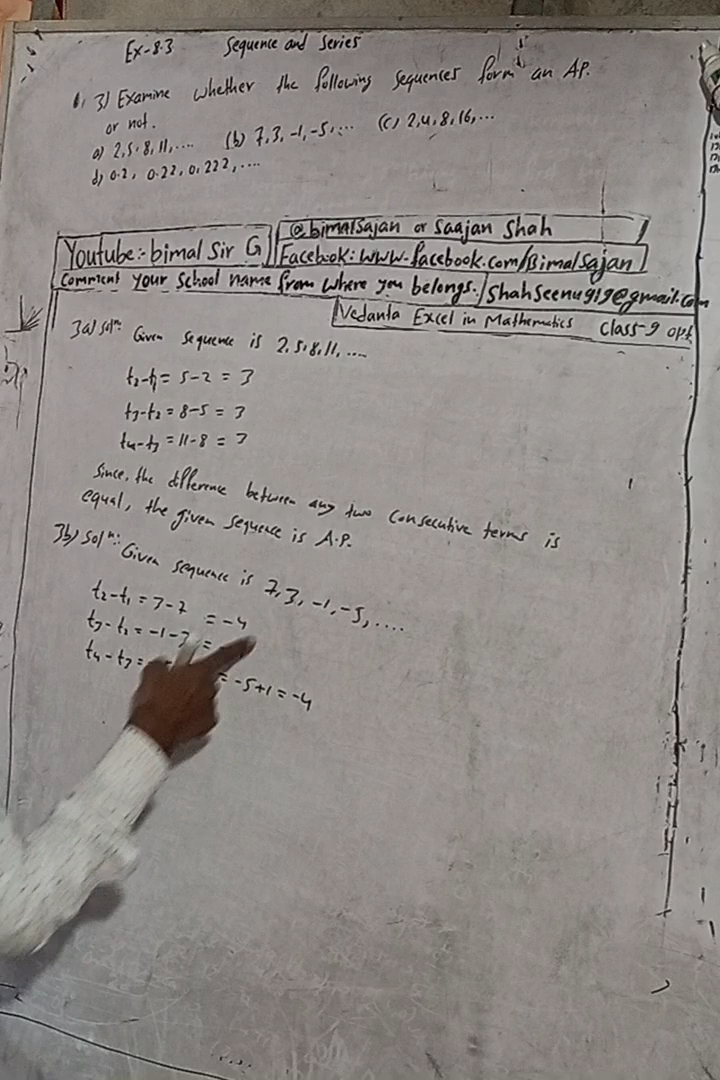 Ex-8.3 Sequence and series
3) Examine whether the following sequences form an AP.
or not.
a) 2, 5, 8, 11, .... (b) 7, 3, -1, -5, ... (c) 2, 4, 8, 16, ...
d) 0.2, 0.22, 0.222, ....
@bimalsajan or Saajan Shah
Youtube:- bimal Sir G
Facebook: www.facebook.com/Bimalsajan
Comment your School name from where you belongs.
shahseenu919@gmail.com
Vedanta Excel in Mathematics Class-9 opt
3a) solⁿ: Given sequence is 2, 5, 8, 11, ....
t₂-t₁ = 5-2 = 3
t₃-t₂ = 8-5 = 3
t₄-t₃ = 11-8 = 3
Since, the difference between any two consecutive terms is
equal, the given sequence is A.P.
3b) solⁿ: Given sequence is 7, 3, -1, -5, ....
t₂-t₁ = 3-7 = -4
t₃-t₂ = -1-3 =
t₄-t₃ = = -5+1 = -4